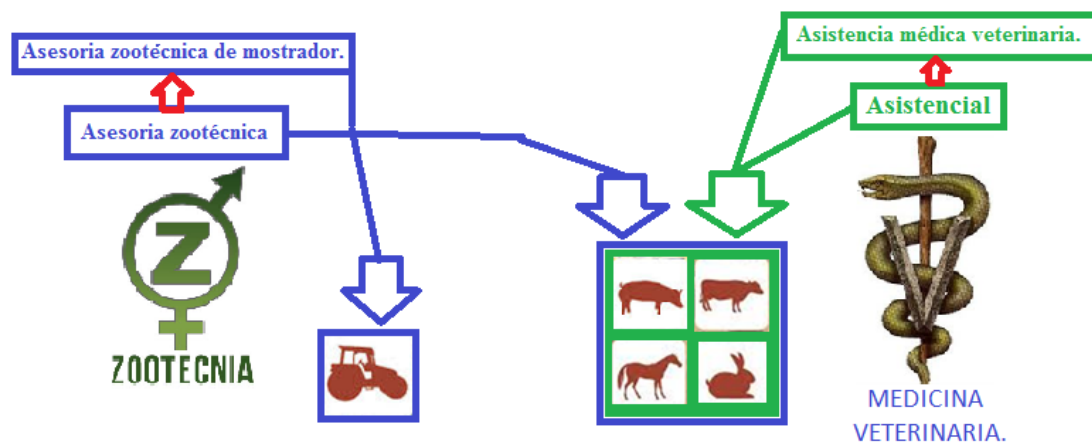 Asesoria zootécnica de mostrador.
Asistencia médica veterinaria.
Asesoria zootécnica
Asistencial
Z
ZOOTECNIA
V
MEDICINA
VETERINARIA.